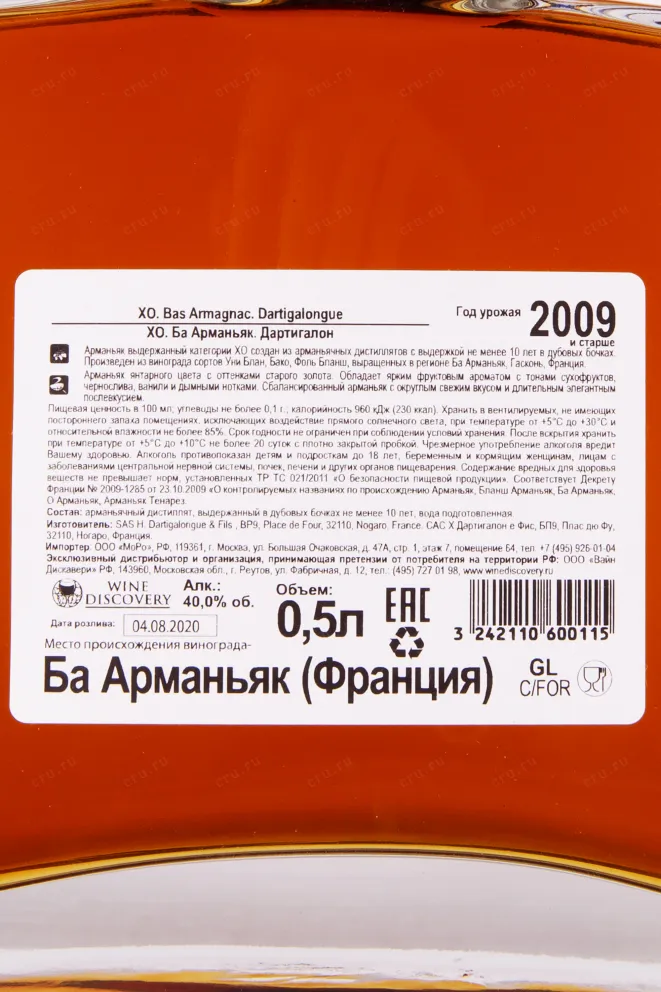 ХО. Bas Armagnac. Dartigalongue
ХО. Ба Арманьяк. Дартигалон
Год урожая 2009
и старше
Арманьяк выдержанный категории ХО создан из арманьячных дистиллятов с выдержкой не менее 10 лет в дубовых бочках.
Произведен из винограда сортов Уни Блан, Бако, Фоль Бланш, выращенных в регионе Ба Арманьяк, Гасконь, Франция.
Арманьяк янтарного цвета с оттенками старого золота. Обладает ярким фруктовым ароматом с тонами сухофруктов,
чернослива, ванили и дымными нотками. Сбалансированный арманьяк с округлым свежим вкусом и длительным элегантным
послевкусием.
Пищевая ценность в 100 мл; углеводы не более 0,1 г.; калорийность 960 кДж (230 ккал). Хранить в вентилируемых, не имеющих
постороннего запаха помещениях, исключающих воздействие прямого солнечного света, при температуре от +5°С до +30°С и
относительной влажности не более 85%. Срок годности не ограничен при соблюдении условий хранения. После вскрытия хранить
при температуре от +5°С до +10°С не более 20 суток с плотно закрытой пробкой. Чрезмерное употребление алкоголя вредит
Вашему здоровью. Алкоголь противопоказан детям и подросткам до 18 лет, беременным и кормящим женщинам, лицам с
заболеваниями центральной нервной системы, почек, печени и других органов пищеварения. Содержание вредных для здоровья
веществ не превышает норм, установленных ТР ТС 021/2011 «О безопасности пищевой продукции). Соответствует Декрету
Франции № 2009-1285 от 23.10.2009 «О контролируемых названиях по происхождению Арманьяк, Бланш Арманьяк, Ба Арманьяк,
О Арманьяк, Арманьяк Тенарез.
Состав: арманьячный дистиллят, выдержанный в дубовых бочках не менее 10 лет, вода подготовленная.
Изготовитель: SAS H. Dartigalongue & Fils , BP9, Place de Four, 32110, Nogaro, France. САС Х Дартигалон е Фис, БП9, Плас дю Фу,
32110, Ногаро, Франция.
Импортер: ООО «МоРо», РФ, 119361, г. Москва, ул. Большая Очаковская, д. 47А, стр. 1, этаж 7, помещение 64, тел. +7 (495) 926-01-04
Эксклюзивный дистрибьютор и организация, принимающая претензии от потребителя на территории РФ: ООО «Вайн
Дискавери» РФ, 143960, Московская обл., г. Реутов, ул. Фабричная, д. 12, тел.: (495) 727 01 98, www.winediscovery.ru
WINE
DISCOVERY
Алк.:
40,0% об.
Объем:
0,5л
EAC
3 242110 600115
Дата розлива: 04.08.2020
Место происхождения винограда-
Ба Арманьяк (Франция)
GL
C/FOR